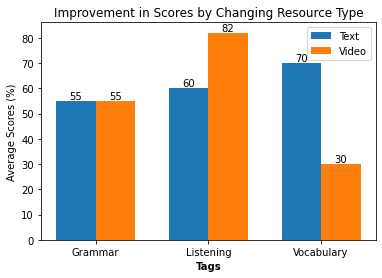 Improvement in Scores by Changing Resource Type
Text
Video
Average Scores (%)
80
70
60
50
40
30
20
10
0
55
55
60
82
70
30
Grammar
Listening
Vocabulary
Tags